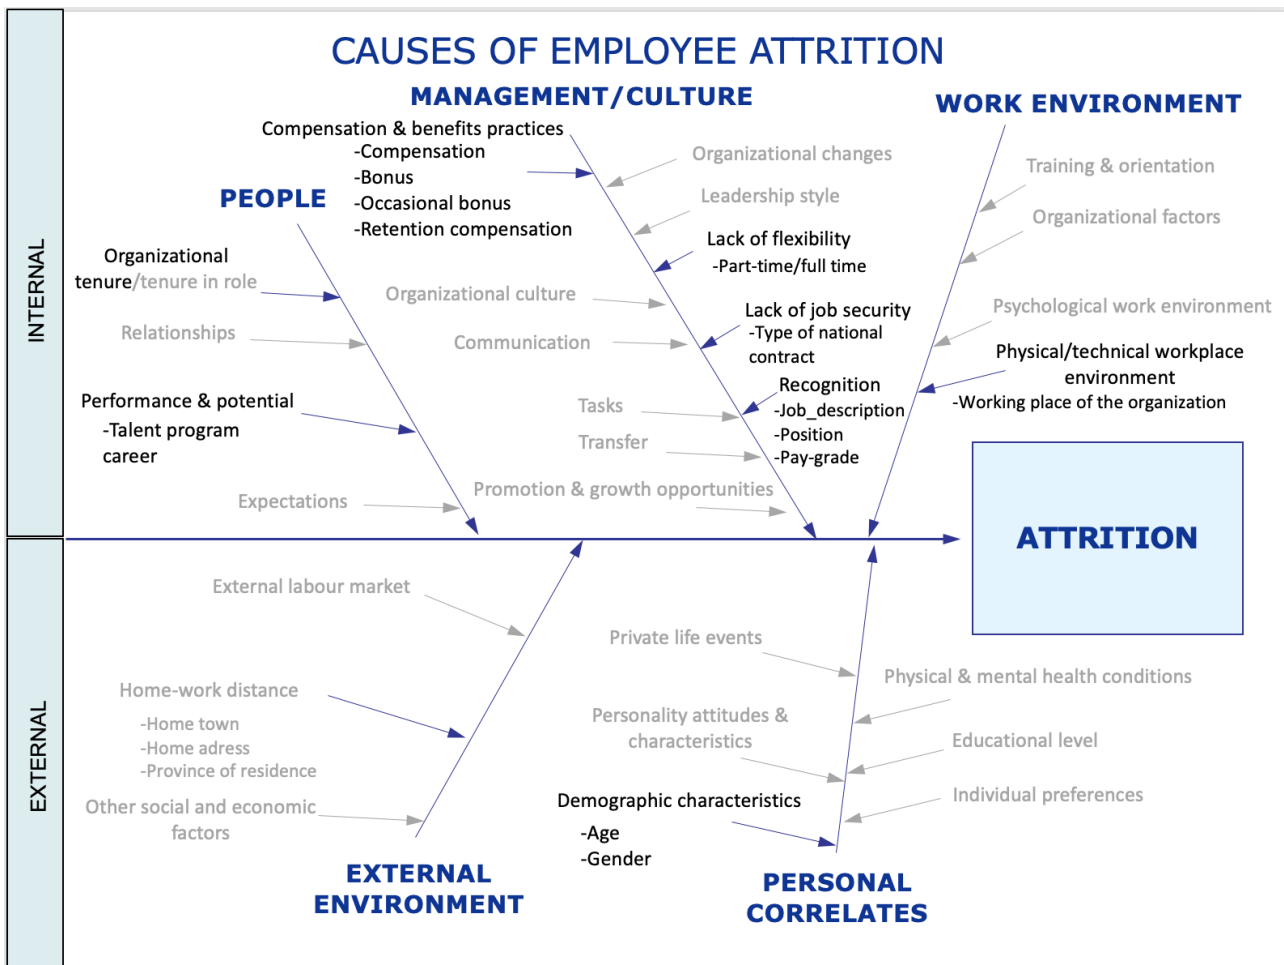 CAUSES OF EMPLOYEE ATTRITION
INTERNAL
PEOPLE
Organizational
tenure/tenure in role
Relationships
Performance & potential
-Talent program
career
Expectations
MANAGEMENT/CULTURE
Compensation & benefits practices
-Compensation
-Bonus
-Occasional bonus
-Retention compensation
Organizational culture
Communication
Tasks
Transfer
Promotion & growth opportunities
Organizational changes
Leadership style
Lack of flexibility
-Part-time/full time
Lack of job security
-Type of national
contract
Recognition
-Job_description
-Position
-Pay-grade
WORK ENVIRONMENT
Training & orientation
Organizational factors
Psychological work environment
Physical/technical workplace
environment
-Working place of the organization
ATTRITION
EXTERNAL
External labour market
Home-work distance
-Home town
-Home adress
-Province of residence
Other social and economic
factors
EXTERNAL
ENVIRONMENT
Private life events
Personality attitudes &
characteristics
Demographic characteristics
-Age
-Gender
Physical & mental health conditions
Educational level
Individual preferences
PERSONAL
CORRELATES